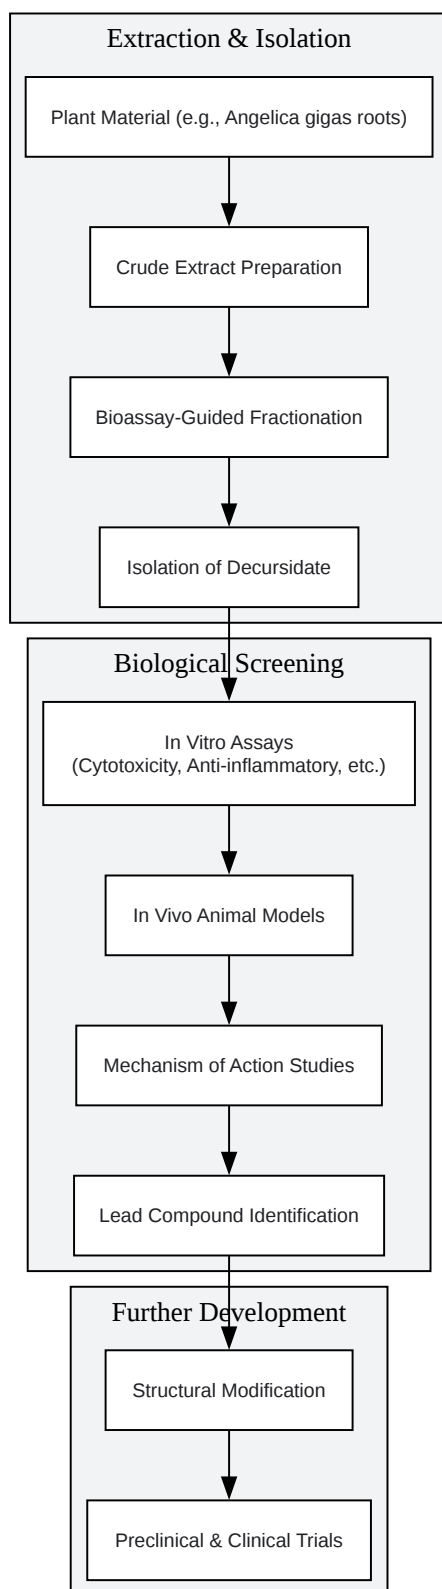 Extraction & Isolation
Plant Material (e.g., Angelica gigas roots)
Crude Extract Preparation
Bioassay-Guided Fractionation
Isolation of Decursidate
Biological Screening
In Vitro Assays
(Cytotoxicity, Anti-inflammatory, etc.)
In Vivo Animal Models
Mechanism of Action Studies
Lead Compound Identification
Further Development
Structural Modification
Preclinical & Clinical Trials